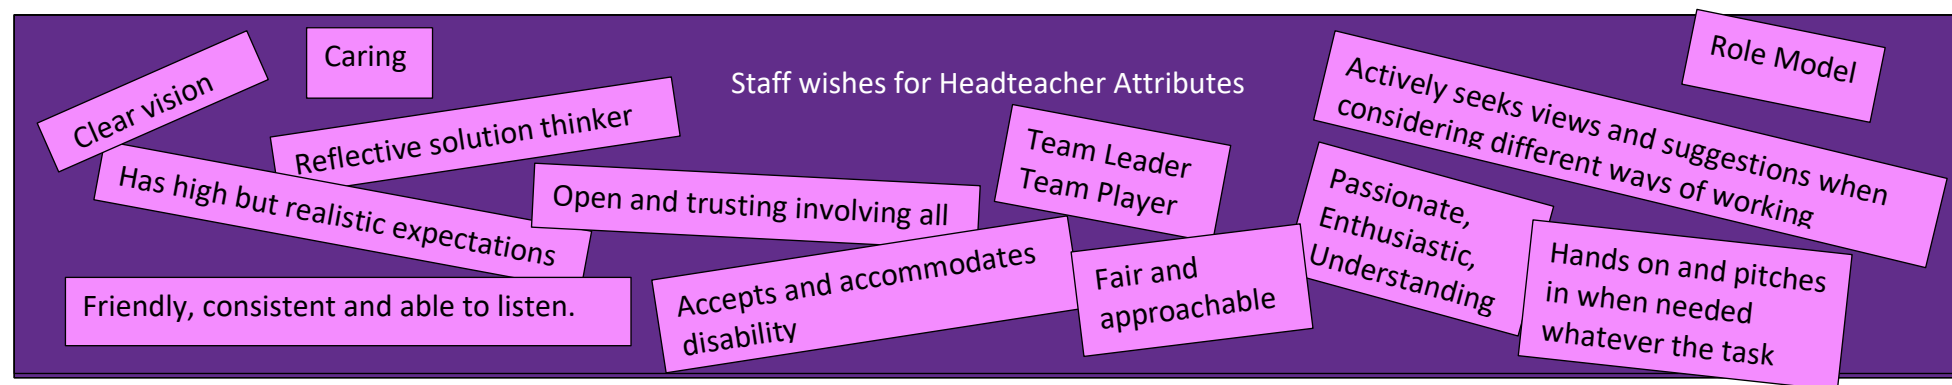 Staff wishes for Headteacher Attributes
Clear vision
Caring
Reflective solution thinker
Has high but realistic expectations
Open and trusting involving all
Friendly, consistent and able to listen.
Accepts and accommodates
disability
Team Leader
Team Player
Fair and
approachable
Passionate,
Enthusiastic,
Understanding
Actively seeks views and suggestions when
considering different ways of working
Role Model
Hands on and pitches
in when needed
whatever the task